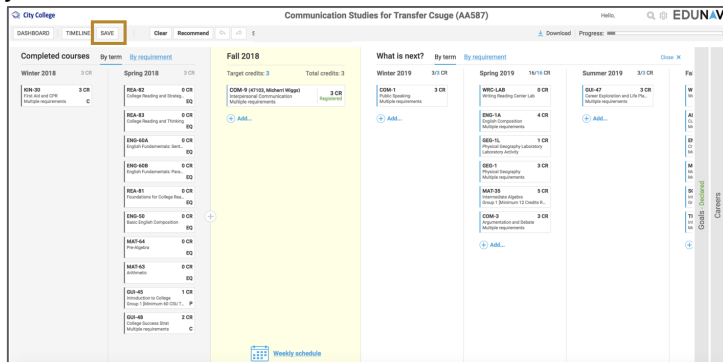 City College
Communication Studies for Transfer Csuge (AA587)
Hello,
EDUNAV
DASHBOARD TIMELINE SAVE Clear Recommend
Download Progress:
Completed courses By term By requirement
Winter 2018 3 CR
KIN-30 3 CR
First Aid and CPR
Multiple requirements C
Spring 2018 3 CR
REA-82 0 CR
College Reading and Strateg...
EQ
REA-83 0 CR
College Reading and Thinking
EQ
ENG-60A 0 CR
English Fundamentals: Sent...
EQ
ENG-60B 0 CR
English Fundamentals: Para...
EQ
REA-81 0 CR
Foundations for College Rea...
EQ
ENG-50 0 CR
Basic English Composition
EQ
MAT-64 0 CR
Pre-Algebra
EQ
MAT-63 0 CR
Arithmetic
EQ
GUI-45 1 CR
Introduction to College
Group 1 [Minimum 60 CSU T... P
GUI-48 2 CR
College Success Strat
Multiple requirements C
Fall 2018
Target credits: 3 Total credits: 3
COM-9 (47103, Micherri Wiggs) 3 CR
Interpersonal Communication Registered
Multiple requirements
Add...
Weekly schedule
What is next? By term By requirement Close ×
Winter 2019 3/3 CR
COM-1 3 CR
Public Speaking
Multiple requirements
Add...
Spring 2019 16/16 CR
WRC-LAB 0 CR
Writing Reading Center Lab
ENG-1A 4 CR
English Composition
Multiple requirements
GEG-1L 1 CR
Physical Geography Laboratory
Laboratory Activity
GEG-1 3 CR
Physical Geography
Multiple requirements
MAT-35 5 CR
Intermediate Algebra
Group 1 [Minimum 12 Credits R...
COM-3 3 CR
Argumentation and Debate
Multiple requirements
Add...
Summer 2019 3/3 CR
GUI-47 3 CR
Career Exploration and Life Pla...
Multiple requirements
Add...
Goals - Declared
Careers